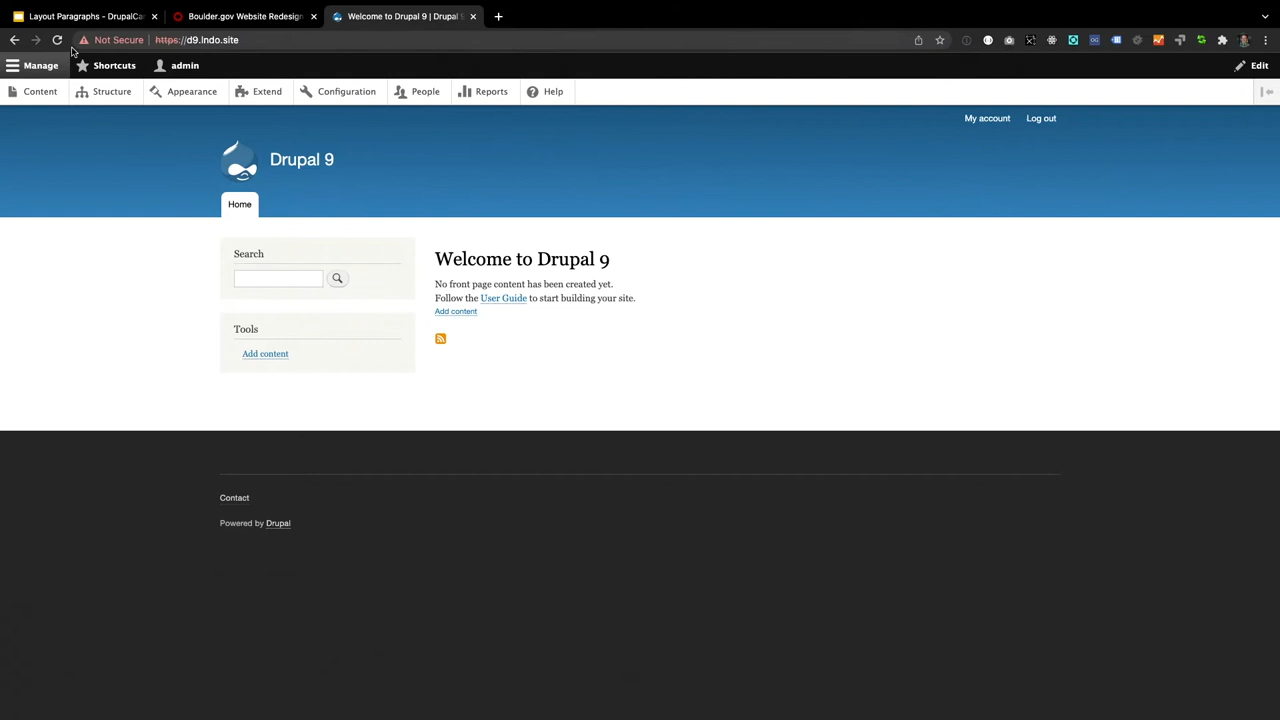 Layout Paragraphs - DrupalCa
Boulder.gov Website Redesign
Welcome to Drupal 9 | Drupal 9
Not Secure
https://d9.lndo.site
Manage
Shortcuts
admin
Edit
Content
Structure
Appearance
Extend
Configuration
People
Reports
Help
My account
Log out
Drupal 9
Home
Search
Welcome to Drupal 9
No front page content has been created yet.
Follow the User Guide to start building your site.
Add content
Tools
Add content
Contact
Powered by Drupal